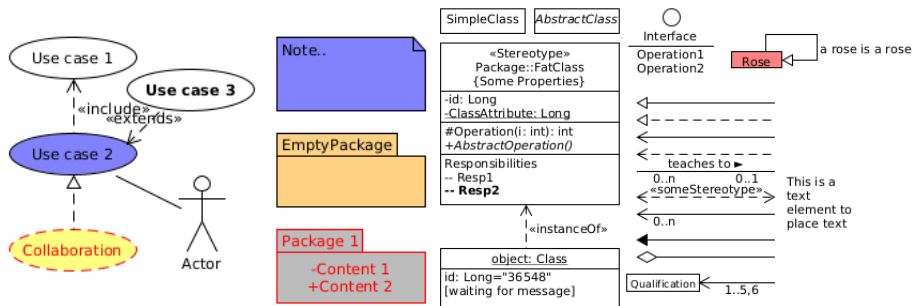 Use case 1
«include»
Use case 3
«extends»
Use case 2
Collaboration
Actor
Note..
EmptyPackage
Package 1
-Content 1
+Content 2
SimpleClass
AbstractClass
«Stereotype»
Package::FatClass
{Some Properties}
-id: Long
-ClassAttribute: Long
#Operation(i: int): int
+AbstractOperation()
Responsibilities
-- Resp1
-- Resp2
«instanceOf»
object: Class
id: Long="36548"
[waiting for message]
Interface
Operation1
Operation2
Rose
a rose is a rose
teaches to ►
0..n 0..1
«someStereotype»
0..n
This is a
text
element to
place text
Qualification
1..5,6